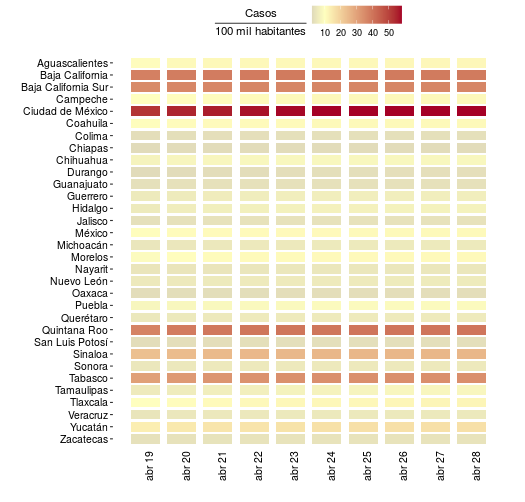 Casos
100 mil habitantes
10 20 30 40 50
Aguascalientes
Baja California
Baja California Sur
Campeche
Ciudad de México
Coahuila
Colima
Chiapas
Chihuahua
Durango
Guanajuato
Guerrero
Hidalgo
Jalisco
México
Michoacán
Morelos
Nayarit
Nuevo León
Oaxaca
Puebla
Querétaro
Quintana Roo
San Luis Potosí
Sinaloa
Sonora
Tabasco
Tamaulipas
Tlaxcala
Veracruz
Yucatán
Zacatecas
abr 19
abr 20
abr 21
abr 22
abr 23
abr 24
abr 25
abr 26
abr 27
abr 28